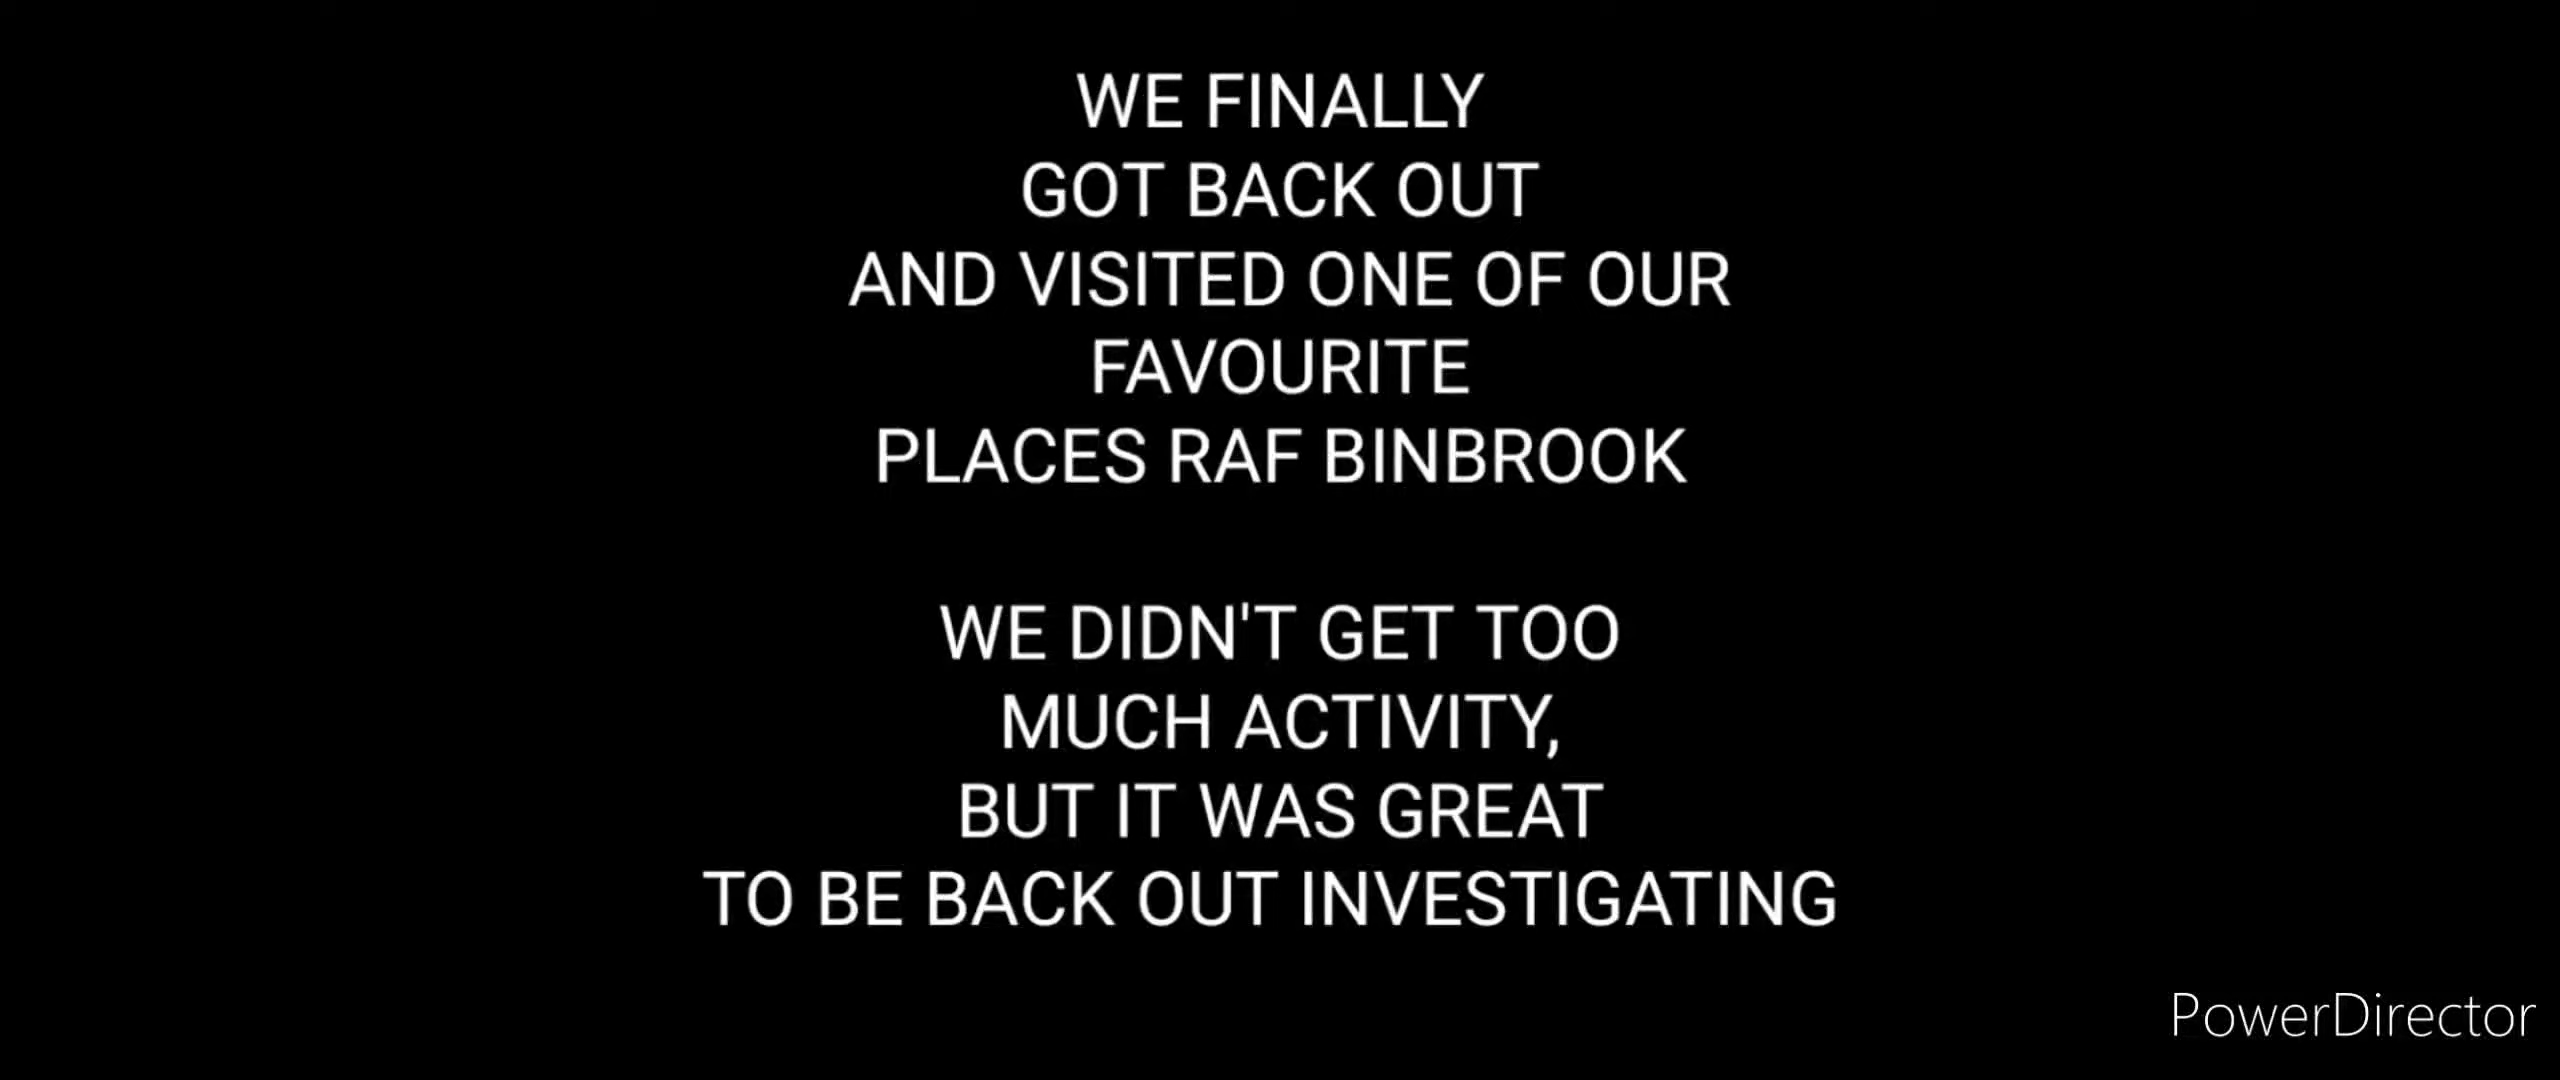 WE FINALLY
GOT BACK OUT
AND VISITED ONE OF OUR
FAVOURITE
PLACES RAF BINBROOK
WE DIDN'T GET TOO
MUCH ACTIVITY,
BUT IT WAS GREAT
TO BE BACK OUT INVESTIGATING
PowerDirector